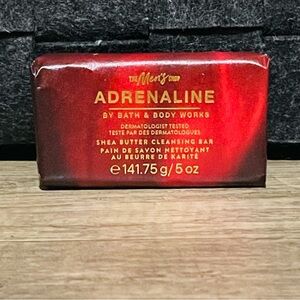 THE Men's SHOP
ADRENALINE
BY BATH & BODY WORKS
DERMATOLOGIST TESTED
TESTÉ PAR DES DERMATOLOGUES
SHEA BUTTER CLEANSING BAR
PAIN DE SAVON NETTOYANT
AU BEURRE DE KARITÉ
℮ 141.75 g/5 oz